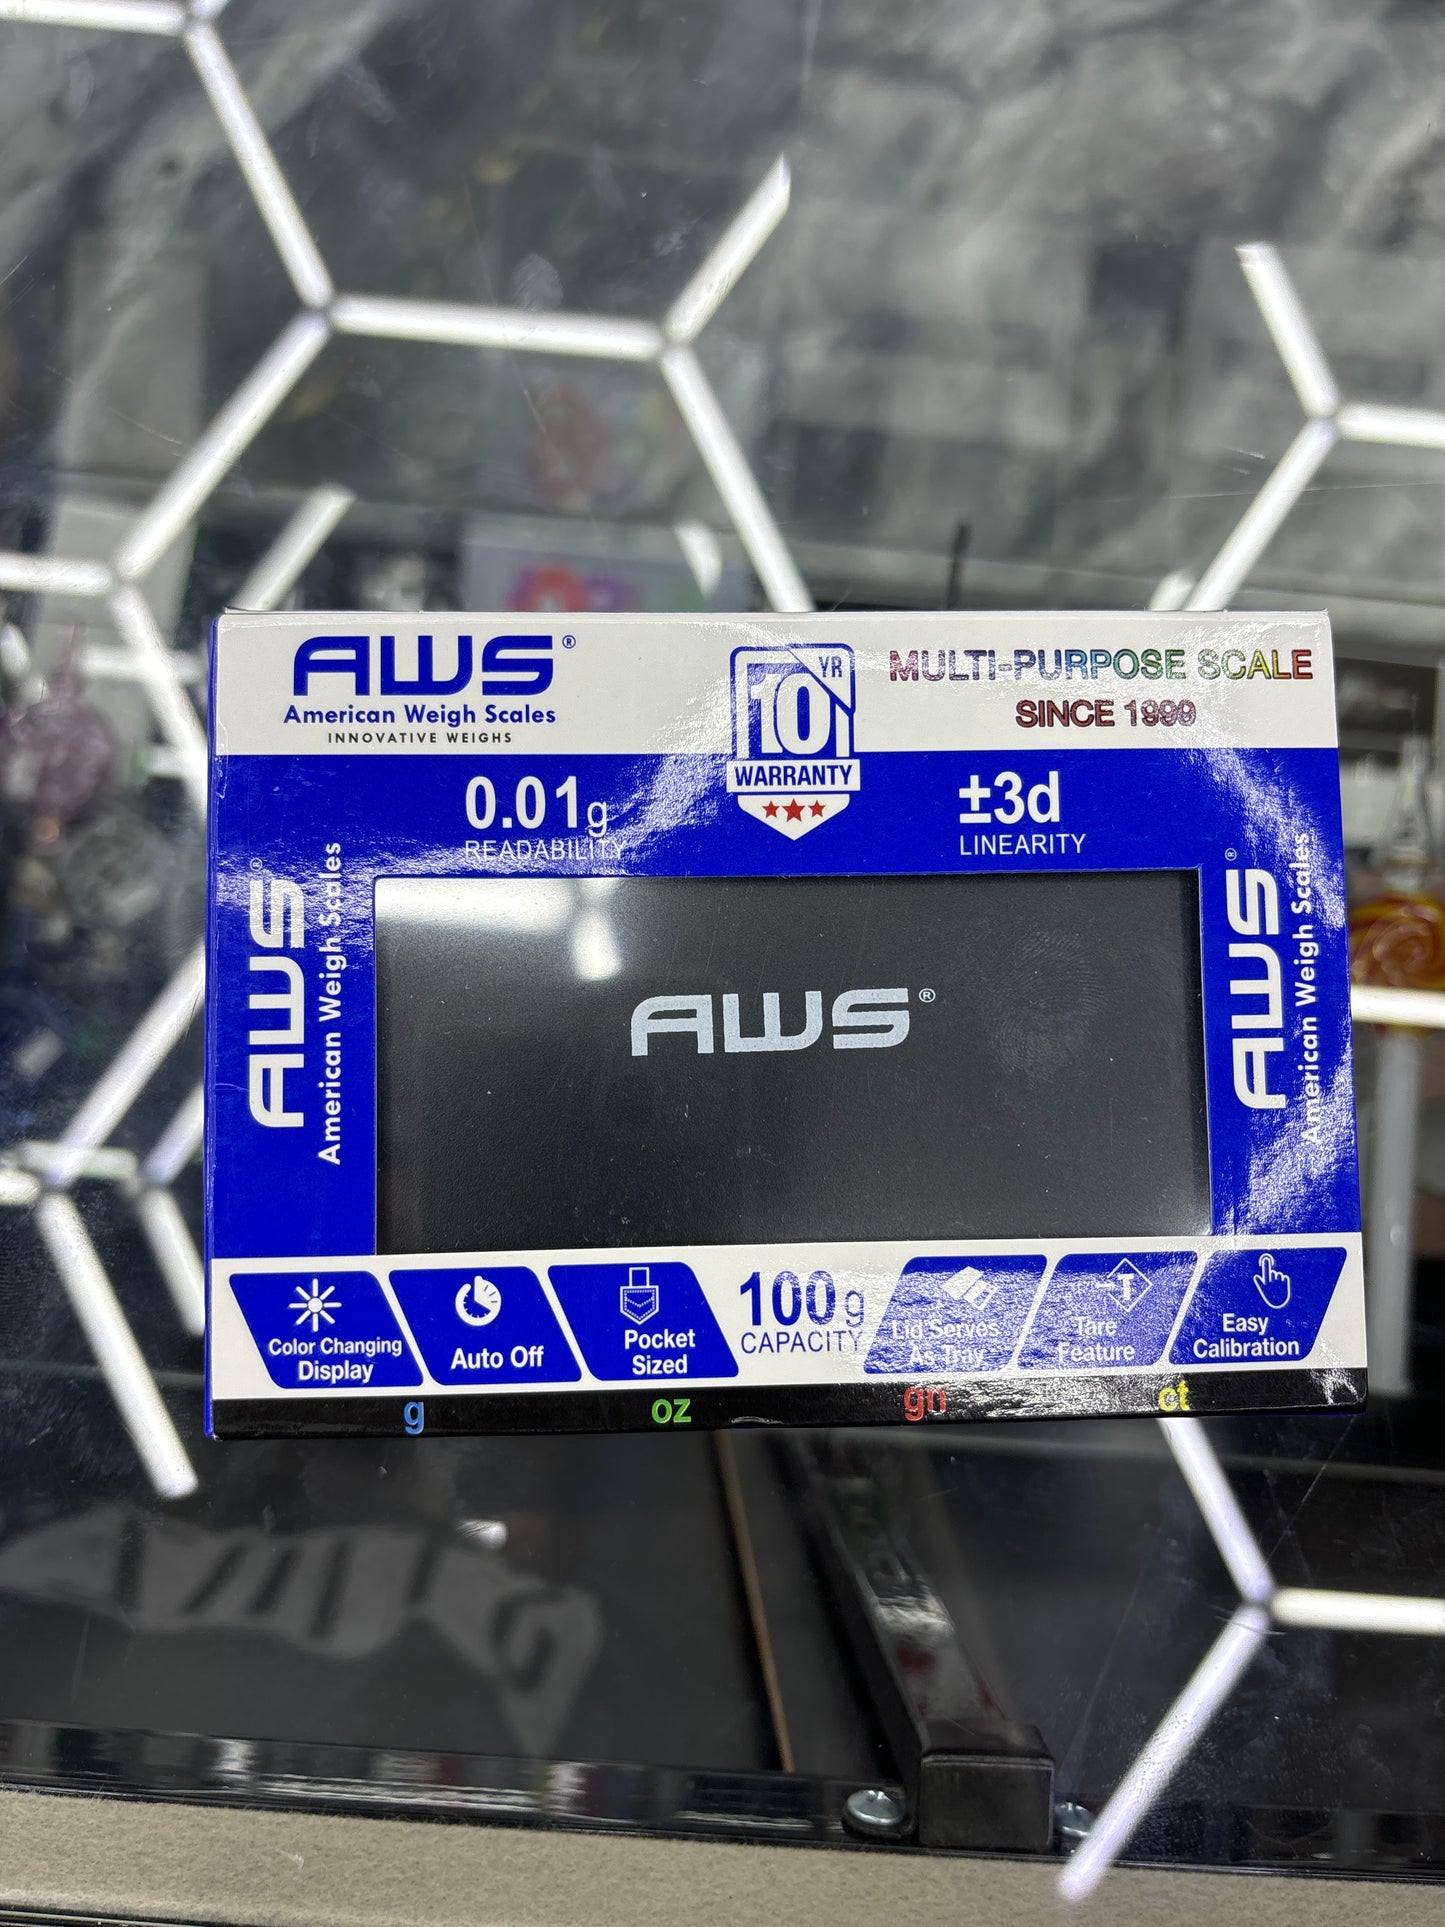 AWS®
American Weigh Scales
INNOVATIVE WEIGHS
10 YR
WARRANTY
MULTI-PURPOSE SCALE
SINCE 1999
0.01g
READABILITY
±3d
LINEARITY
AWS®
American Weigh Scales
AWS®
AWS®
American Weigh Scales
Color Changing
Display
Auto Off
Pocket
Sized
100g
CAPACITY
Lid Serves
As Tray
T
Tare
Feature
Easy
Calibration
g
oz
gn
ct